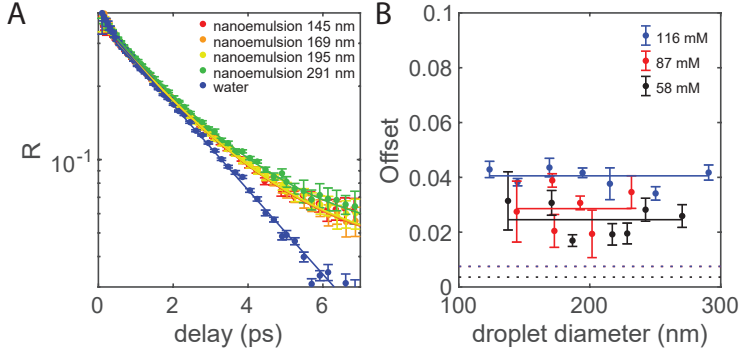 A
nanoemulsion 145 nm
nanoemulsion 169 nm
nanoemulsion 195 nm
nanoemulsion 291 nm
water
R
10⁻¹
0 2 4 6
delay (ps)
B
116 mM
87 mM
58 mM
Offset
0.1
0.08
0.06
0.04
0.02
0
100 200 300
droplet diameter (nm)